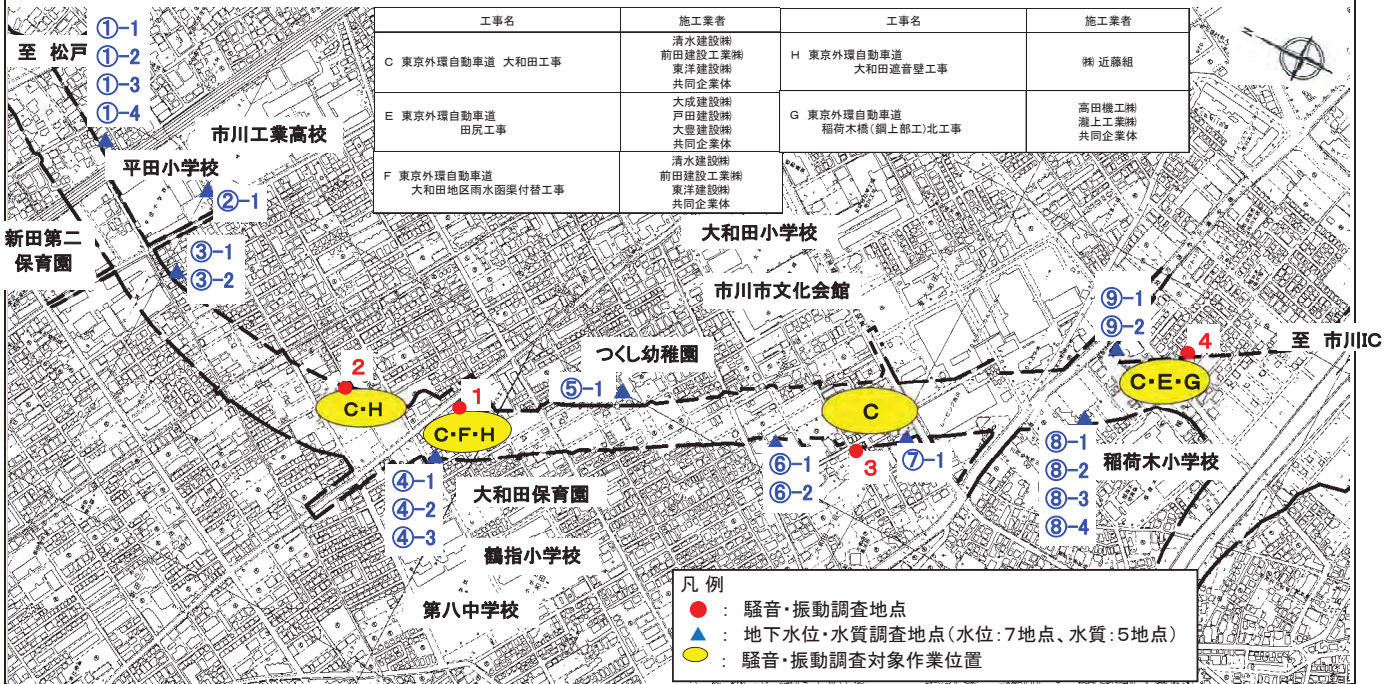 工事名 施工業者 工事名 施工業者
C 東京外環自動車道 大和田工事
清水建設㈱
前田建設工業㈱
東洋建設㈱
共同企業体
H 東京外環自動車道
大和田遮音壁工事
㈱ 近藤組
E 東京外環自動車道
田尻工事
大成建設㈱
戸田建設㈱
大豊建設㈱
共同企業体
G 東京外環自動車道
稲荷木橋(鋼上部工)北工事
高田機工㈱
瀧上工業㈱
共同企業体
F 東京外環自動車道
大和田地区雨水函渠付替工事
清水建設㈱
前田建設工業㈱
東洋建設㈱
共同企業体
至 松戸
①-1
①-2
①-3
①-4
市川工業高校
平田小学校
②-1
新田第二
保育園
③-1
③-2
大和田小学校
市川市文化会館
⑨-1
⑨-2
4
至 市川IC
つくし幼稚園
2
1
⑤-1
C・H
C・F・H
C
C・E・G
④-1
④-2
④-3
大和田保育園
⑥-1
⑥-2
3
⑦-1
⑧-1
⑧-2
⑧-3
⑧-4
稲荷木小学校
鶴指小学校
第八中学校
凡 例
: 騒音・振動調査地点
: 地下水位・水質調査地点(水位:7地点、水質:5地点)
: 騒音・振動調査対象作業位置